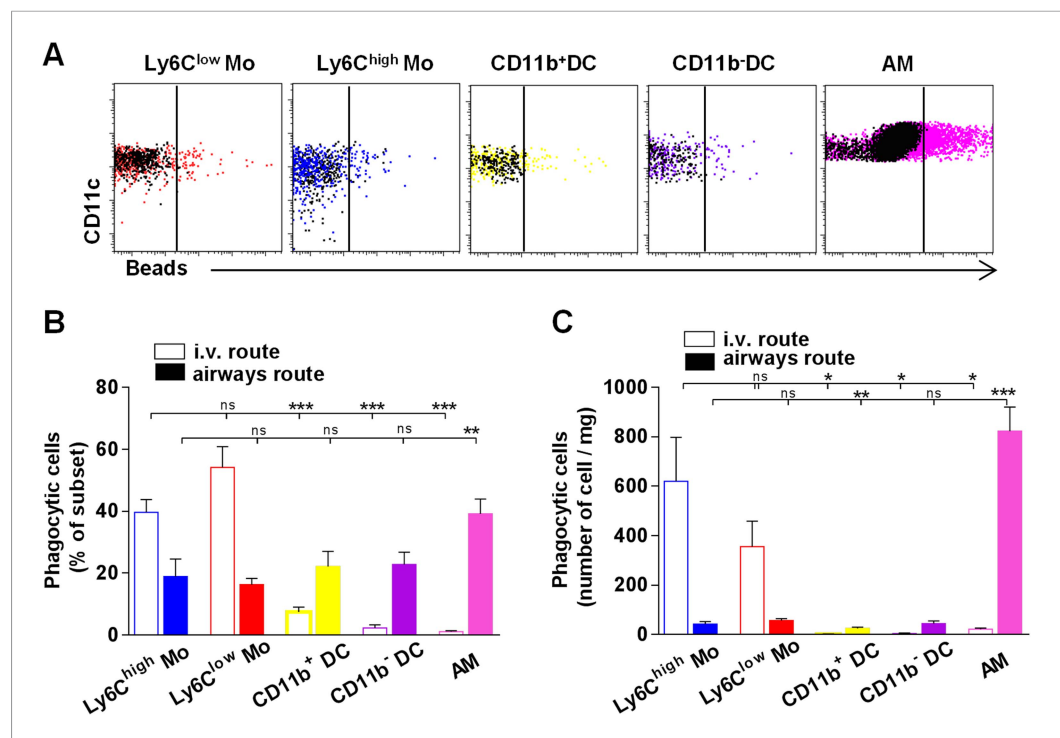 A
Ly6Clow Mo
Ly6Chigh Mo
CD11b+DC
CD11b-DC
AM
CD11c
Beads
B
i.v. route
airways route
80
60
40
20
0
Phagocytic cells
(% of subset)
ns
***
***
***
ns
ns
ns
**
Ly6Chigh Mo
Ly6Clow Mo
CD11b+ DC
CD11b- DC
AM
C
i.v. route
airways route
1000
800
600
400
200
0
Phagocytic cells
(number of cell / mg)
ns
*
*
*
ns
**
ns
***
Ly6Chigh Mo
Ly6Clow Mo
CD11b+ DC
CD11b- DC
AM